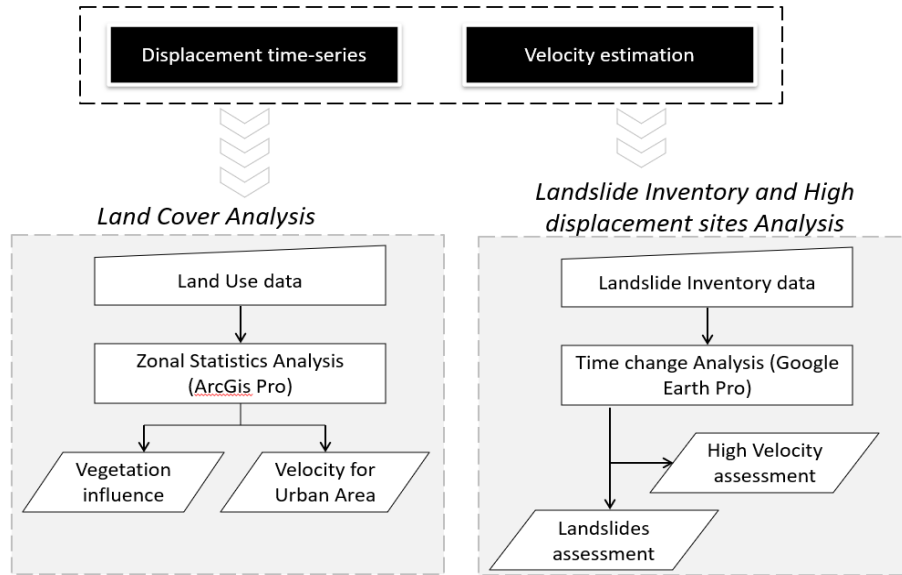 Displacement time-series
Velocity estimation
Land Cover Analysis
Land Use data
Zonal Statistics Analysis
(ArcGis Pro)
Vegetation
influence
Velocity for
Urban Area
Landslide Inventory and High
displacement sites Analysis
Landslide Inventory data
Time change Analysis (Google
Earth Pro)
High Velocity
assessment
Landslides
assessment